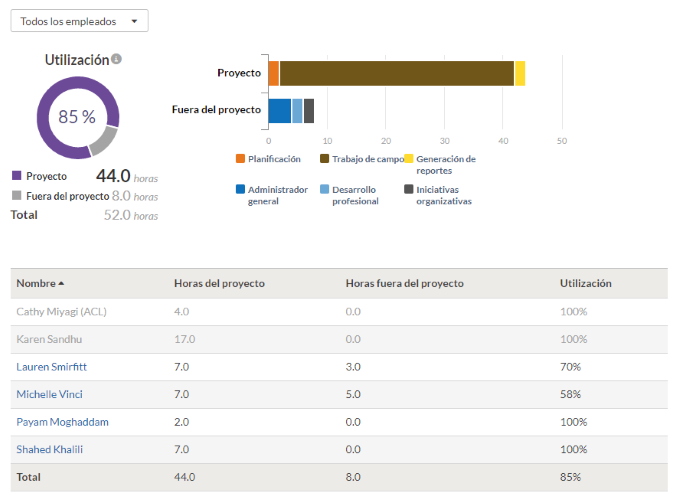 Todos los empleados
Utilización
85 %
Proyecto 44.0 horas
Fuera del proyecto 8.0 horas
Total 52.0 horas
Proyecto
Fuera del proyecto
0 10 20 30 40 50
Planificación Trabajo de campo Generación de
reportes
Administrador Desarrollo Iniciativas
general profesional organizativas
Nombre Horas del proyecto Horas fuera del proyecto Utilización
Cathy Miyagi (ACL) 4.0 0.0 100%
Karen Sandhu 17.0 0.0 100%
Lauren Smirfitt 7.0 3.0 70%
Michelle Vinci 7.0 5.0 58%
Payam Moghaddam 2.0 0.0 100%
Shahed Khalili 7.0 0.0 100%
Total 44.0 8.0 85%